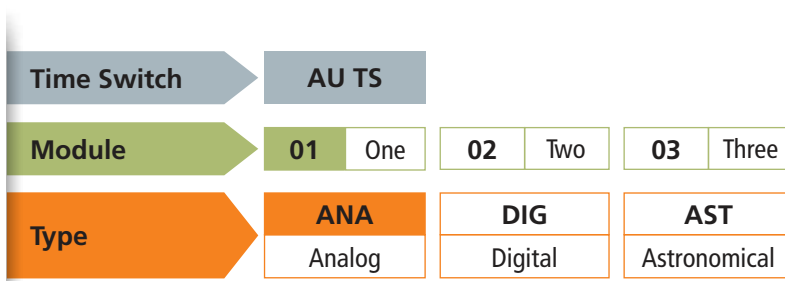 Time Switch AU TS
Module 01 One 02 Two 03 Three
Type ANA DIG AST
Analog Digital Astronomical